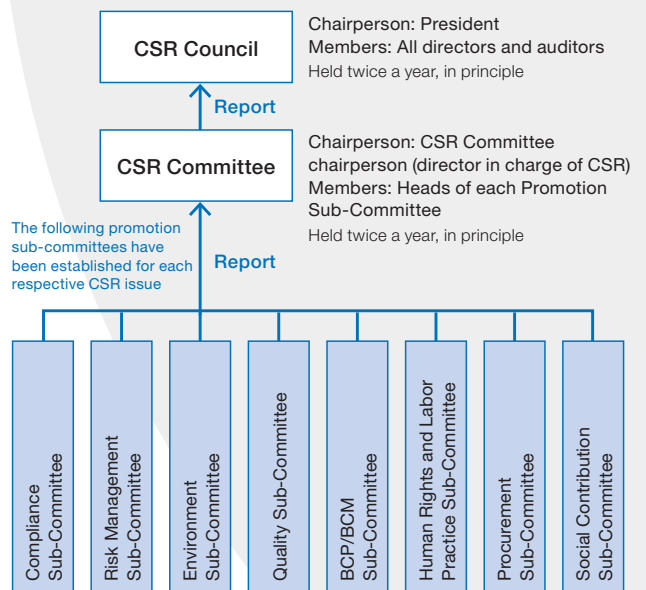 CSR Council
Chairperson: President
Members: All directors and auditors
Held twice a year, in principle
Report
CSR Committee
Chairperson: CSR Committee
chairperson (director in charge of CSR)
Members: Heads of each Promotion
Sub-Committee
Held twice a year, in principle
The following promotion
sub-committees have
been established for each
respective CSR issue
Report
Compliance
Sub-Committee
Risk Management
Sub-Committee
Environment
Sub-Committee
Quality Sub-Committee
BCP/BCM
Sub-Committee
Human Rights and Labor
Practice Sub-Committee
Procurement
Sub-Committee
Social Contribution
Sub-Committee